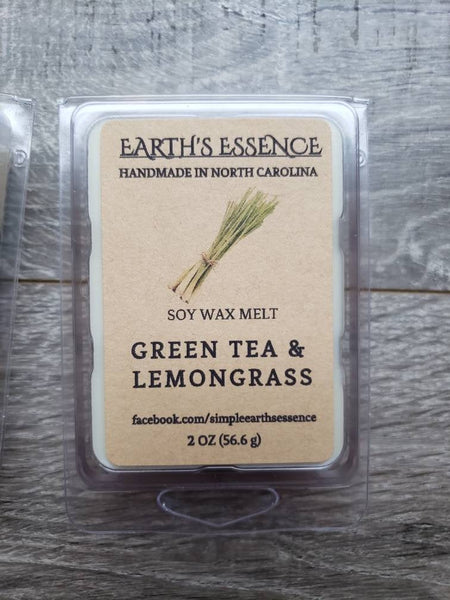 EARTH'S ESSENCE
HANDMADE IN NORTH CAROLINA
SOY WAX MELT
GREEN TEA &
LEMONGRASS
facebook.com/simpleearthsessence
2 OZ (56.6 g)